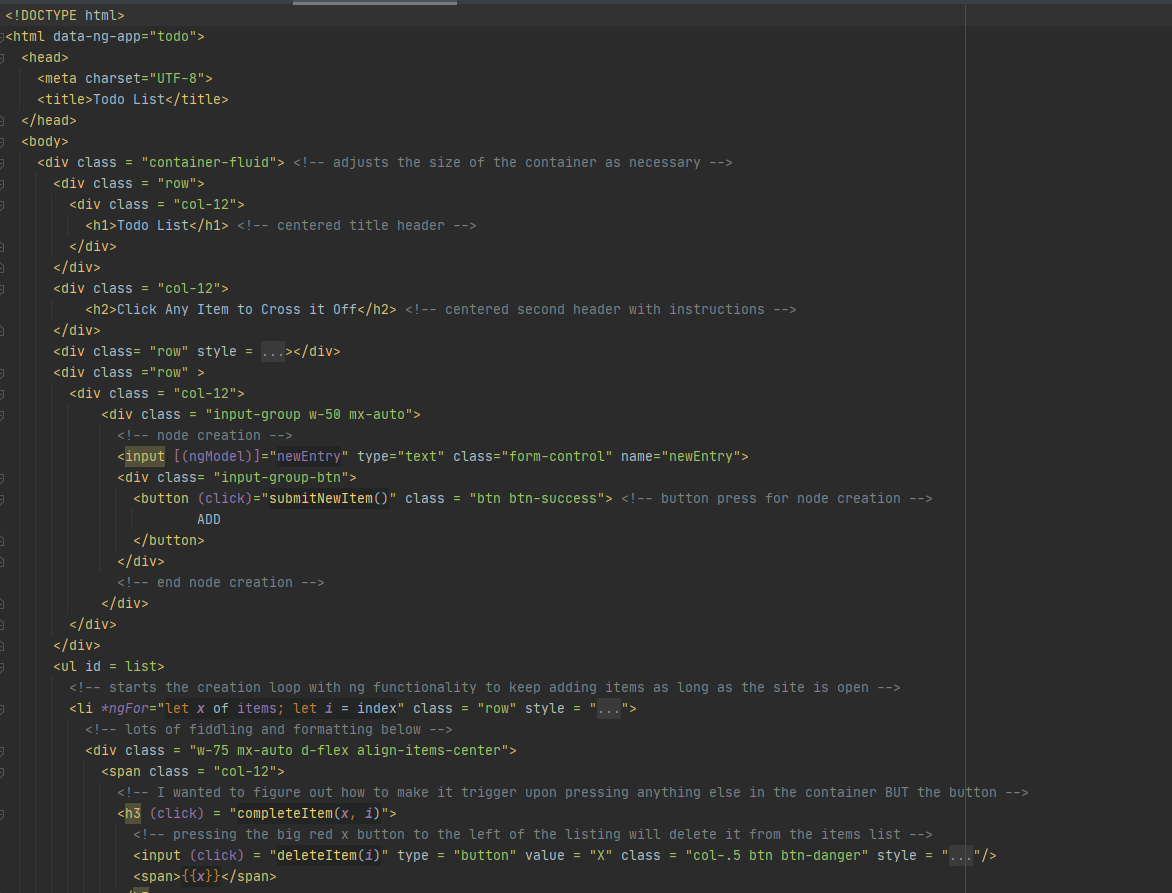 <!DOCTYPE html>
<html data-ng-app="todo">
<head>
<meta charset="UTF-8">
<title>Todo List</title>
</head>
<body>
<div class = "container-fluid"> <!-- adjusts the size of the container as necessary -->
<div class = "row">
<div class = "col-12">
<h1>Todo List</h1> <!-- centered title header -->
</div>
</div>
<div class = "col-12">
<h2>Click Any Item to Cross it Off</h2> <!-- centered second header with instructions -->
</div>
<div class= "row" style = ...></div>
<div class ="row" >
<div class = "col-12">
<div class = "input-group w-50 mx-auto">
<!-- node creation -->
<input [(ngModel)]="newEntry" type="text" class="form-control" name="newEntry">
<div class= "input-group-btn">
<button (click)="submitNewItem()" class = "btn btn-success"> <!-- button press for node creation -->
ADD
</button>
</div>
<!-- end node creation -->
</div>
</div>
</div>
<ul id = list>
<!-- starts the creation loop with ng functionality to keep adding items as long as the site is open -->
<li *ngFor="let x of items; let i = index" class = "row" style = "...">
<!-- lots of fiddling and formatting below -->
<div class = "w-75 mx-auto d-flex align-items-center">
<span class = "col-12">
<!-- I wanted to figure out how to make it trigger upon pressing anything else in the container BUT the button -->
<h3 (click) = "completeItem(x, i)">
<!-- pressing the big red x button to the left of the listing will delete it from the items list -->
<input (click) = "deleteItem(i)" type = "button" value = "X" class = "col-.5 btn btn-danger" style = "..."/>
<span>{{x}}</span>